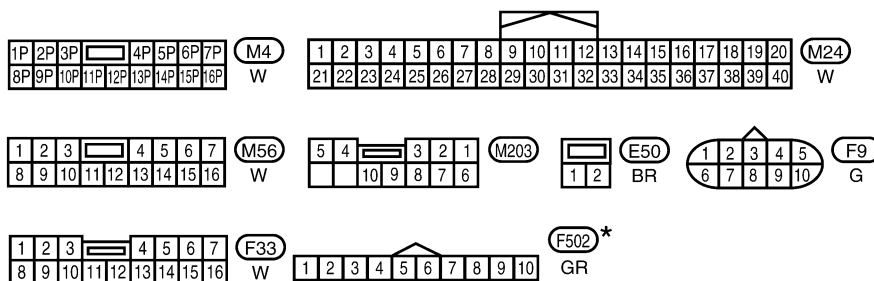 1P 2P 3P 4P 5P 6P 7P M4
8P 9P 10P 11P 12P 13P 14P 15P 16P W
1 2 3 4 5 6 7 8 9 10 11 12 13 14 15 16 17 18 19 20 M24
21 22 23 24 25 26 27 28 29 30 31 32 33 34 35 36 37 38 39 40 W
1 2 3 4 5 6 7 M56
8 9 10 11 12 13 14 15 16 W
5 4 3 2 1 M203
10 9 8 7 6
E50
1 2 BR
1 2 3 4 5 F9
6 7 8 9 10 G
1 2 3 4 5 6 7 F33
8 9 10 11 12 13 14 15 16 W
F502 *
1 2 3 4 5 6 7 8 9 10 GR